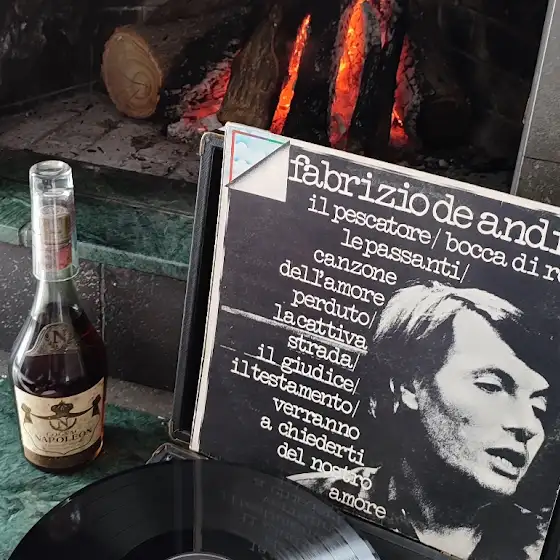 fabrizio de andr
il pescatore/ bocca di r
le passanti/
canzone
dell'amore
perduto/
la cattiva
strada/
il giudice/
il testamento/
verranno
a chiederti
del nostro
amore
N
N
NAPOLEON